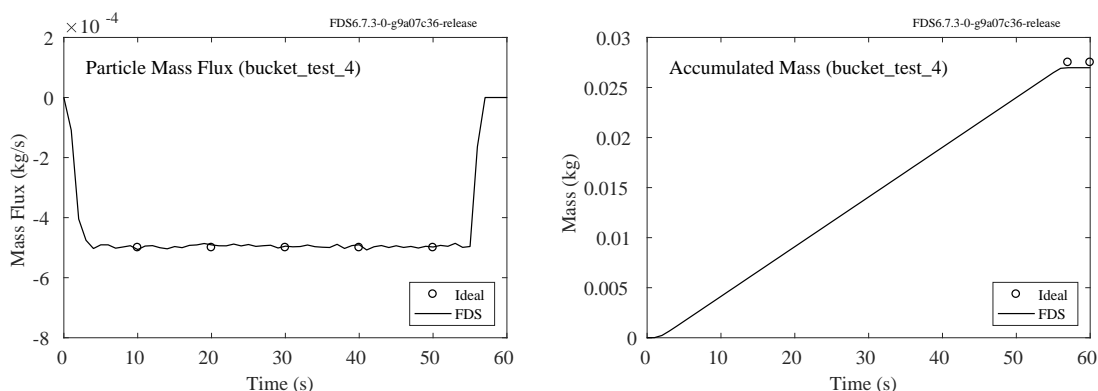 FDS6.7.3-0-g9a07c36-release
×10 -4
Particle Mass Flux (bucket_test_4)
2
0
-2
-4
-6
-8
Mass Flux (kg/s)
Ideal
FDS
0 10 20 30 40 50 60
Time (s)
FDS6.7.3-0-g9a07c36-release
Accumulated Mass (bucket_test_4)
0.03
0.025
0.02
0.015
0.01
0.005
0
Mass (kg)
Ideal
FDS
0 10 20 30 40 50 60
Time (s)